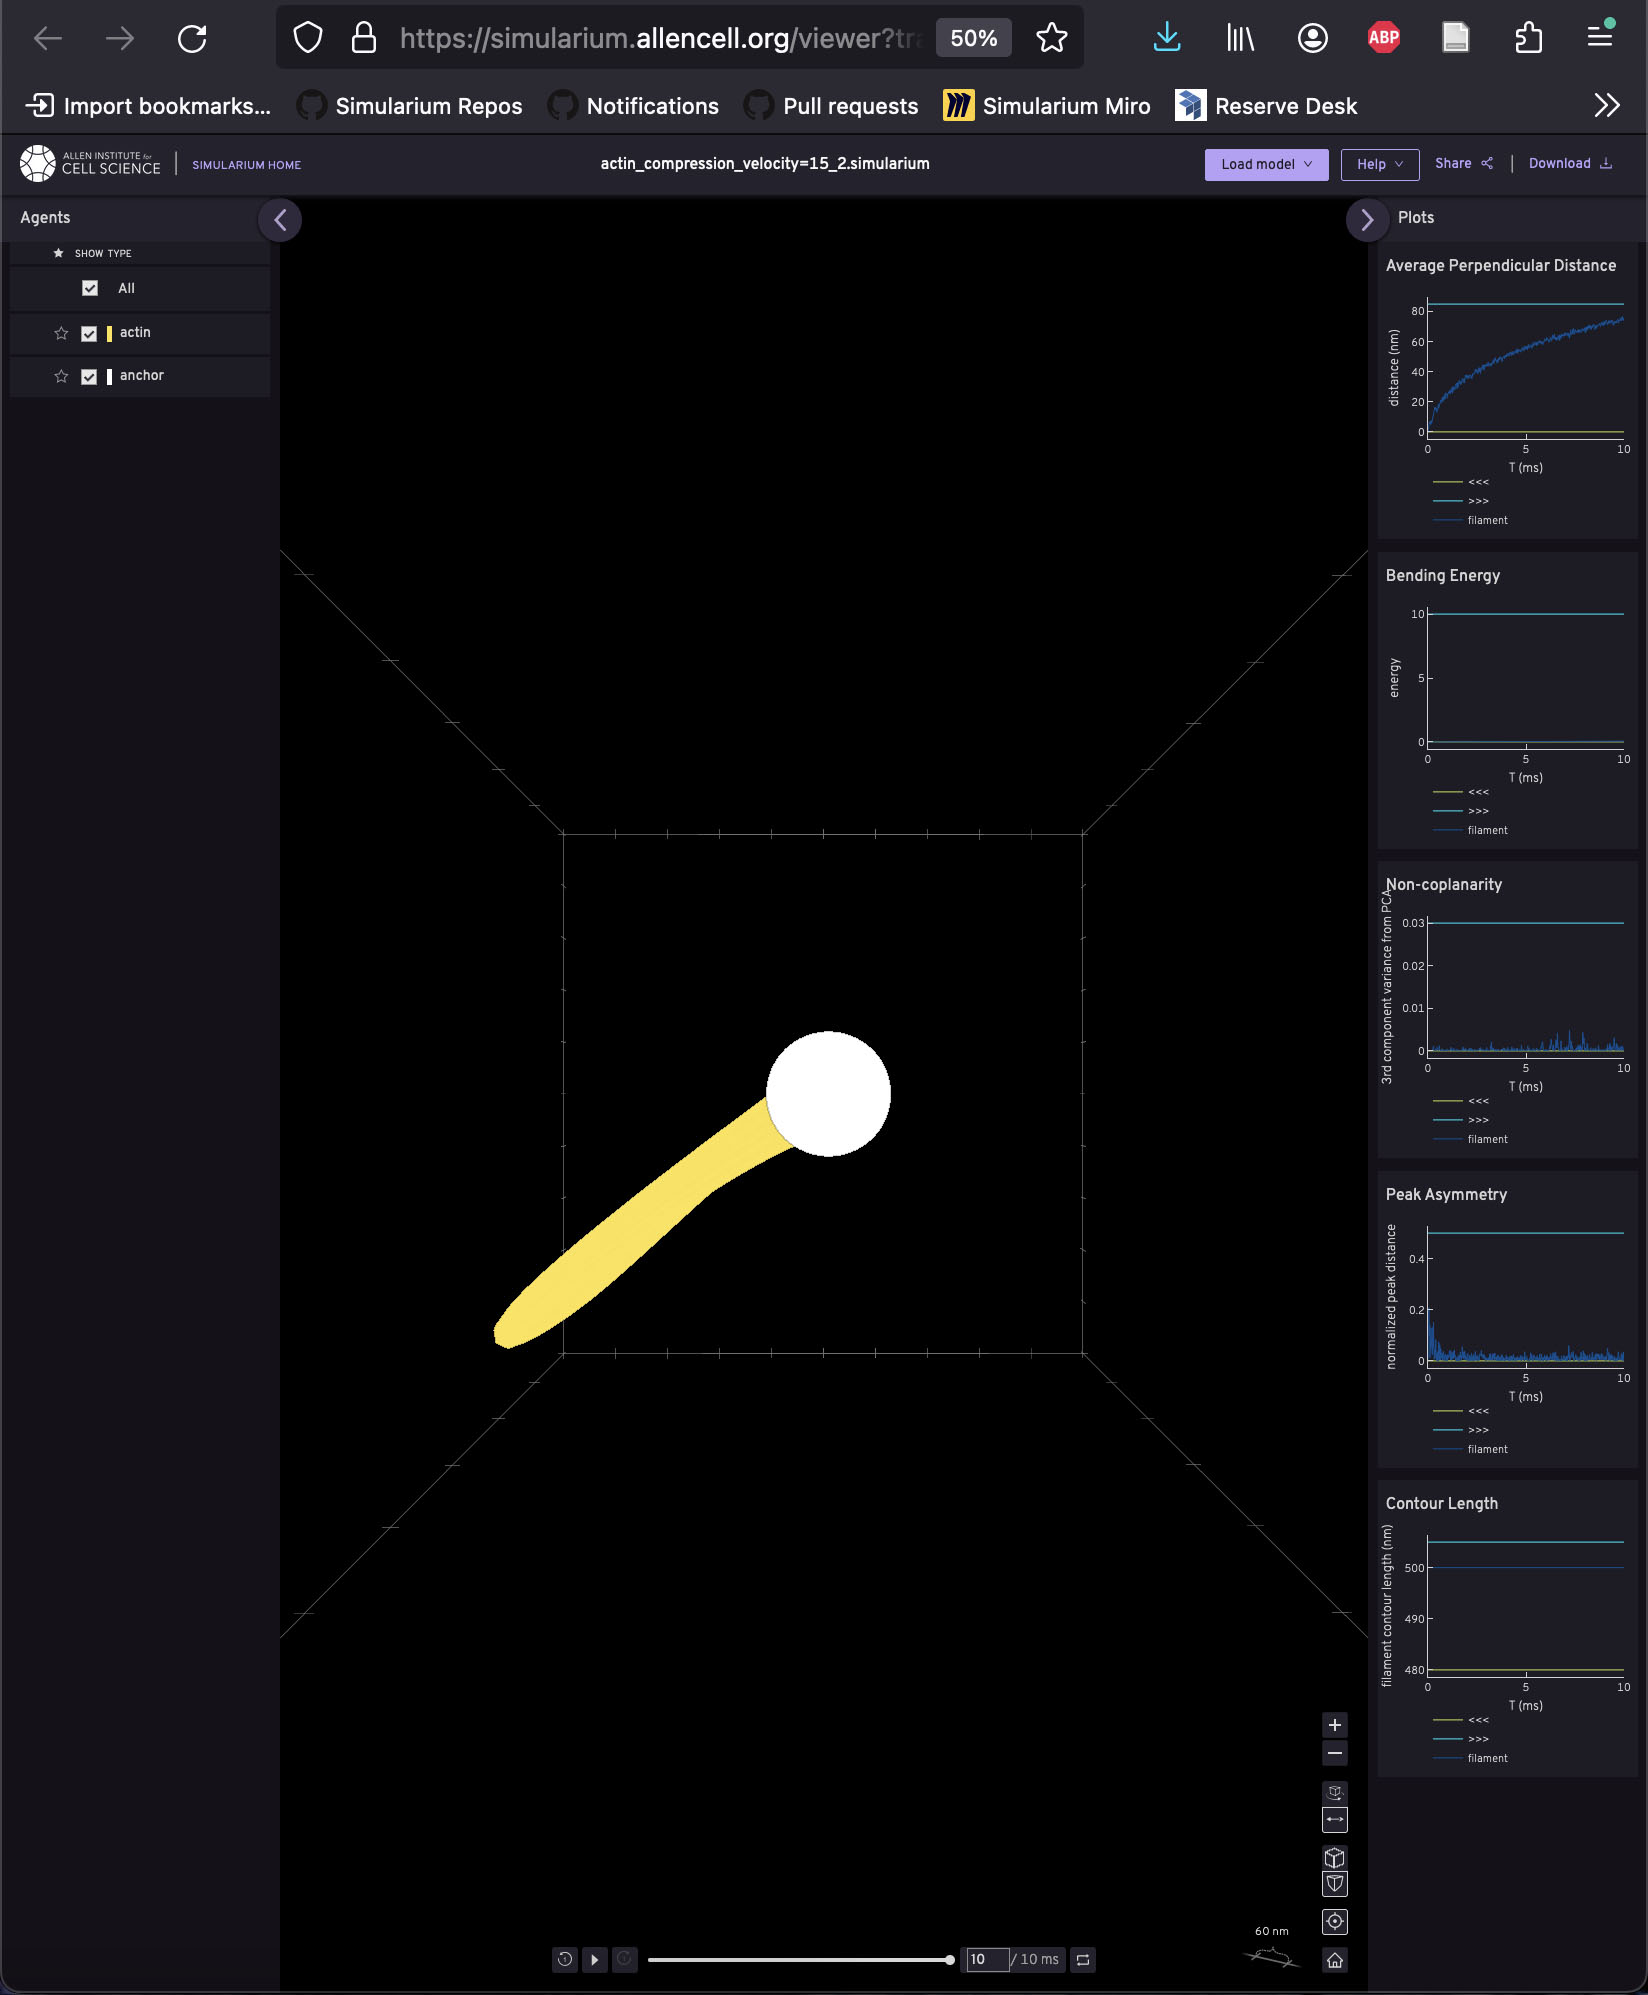 https://simularium.allencell.org/viewer?tra
50%
ABP
Import bookmarks...
Simularium Repos
Notifications
Pull requests
Simularium Miro
Reserve Desk
ALLEN INSTITUTE for
CELL SCIENCE
SIMULARIUM HOME
actin_compression_velocity=15_2.simularium
Load model
Help
Share
Download
Agents
SHOW TYPE
All
actin
anchor
Plots
Average Perpendicular Distance
distance (nm)
80
60
40
20
0
0 5 10
T (ms)
<<<
>>>
filament
Bending Energy
energy
10
5
0
0 5 10
T (ms)
<<<
>>>
filament
Non-coplanarity
3rd component variance from PCA
0.03
0.02
0.01
0
0 5 10
T (ms)
<<<
>>>
filament
Peak Asymmetry
normalized peak distance
0.4
0.2
0
0 5 10
T (ms)
<<<
>>>
filament
Contour Length
filament contour length (nm)
500
490
480
0 5 10
T (ms)
<<<
>>>
filament
60 nm
10 / 10 ms